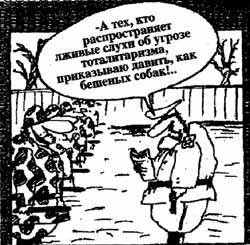 -А тех, кто
распространяет
лживые слухи об угрозе
тоталитаризма,
приказываю давить, как
бешеных собак!..